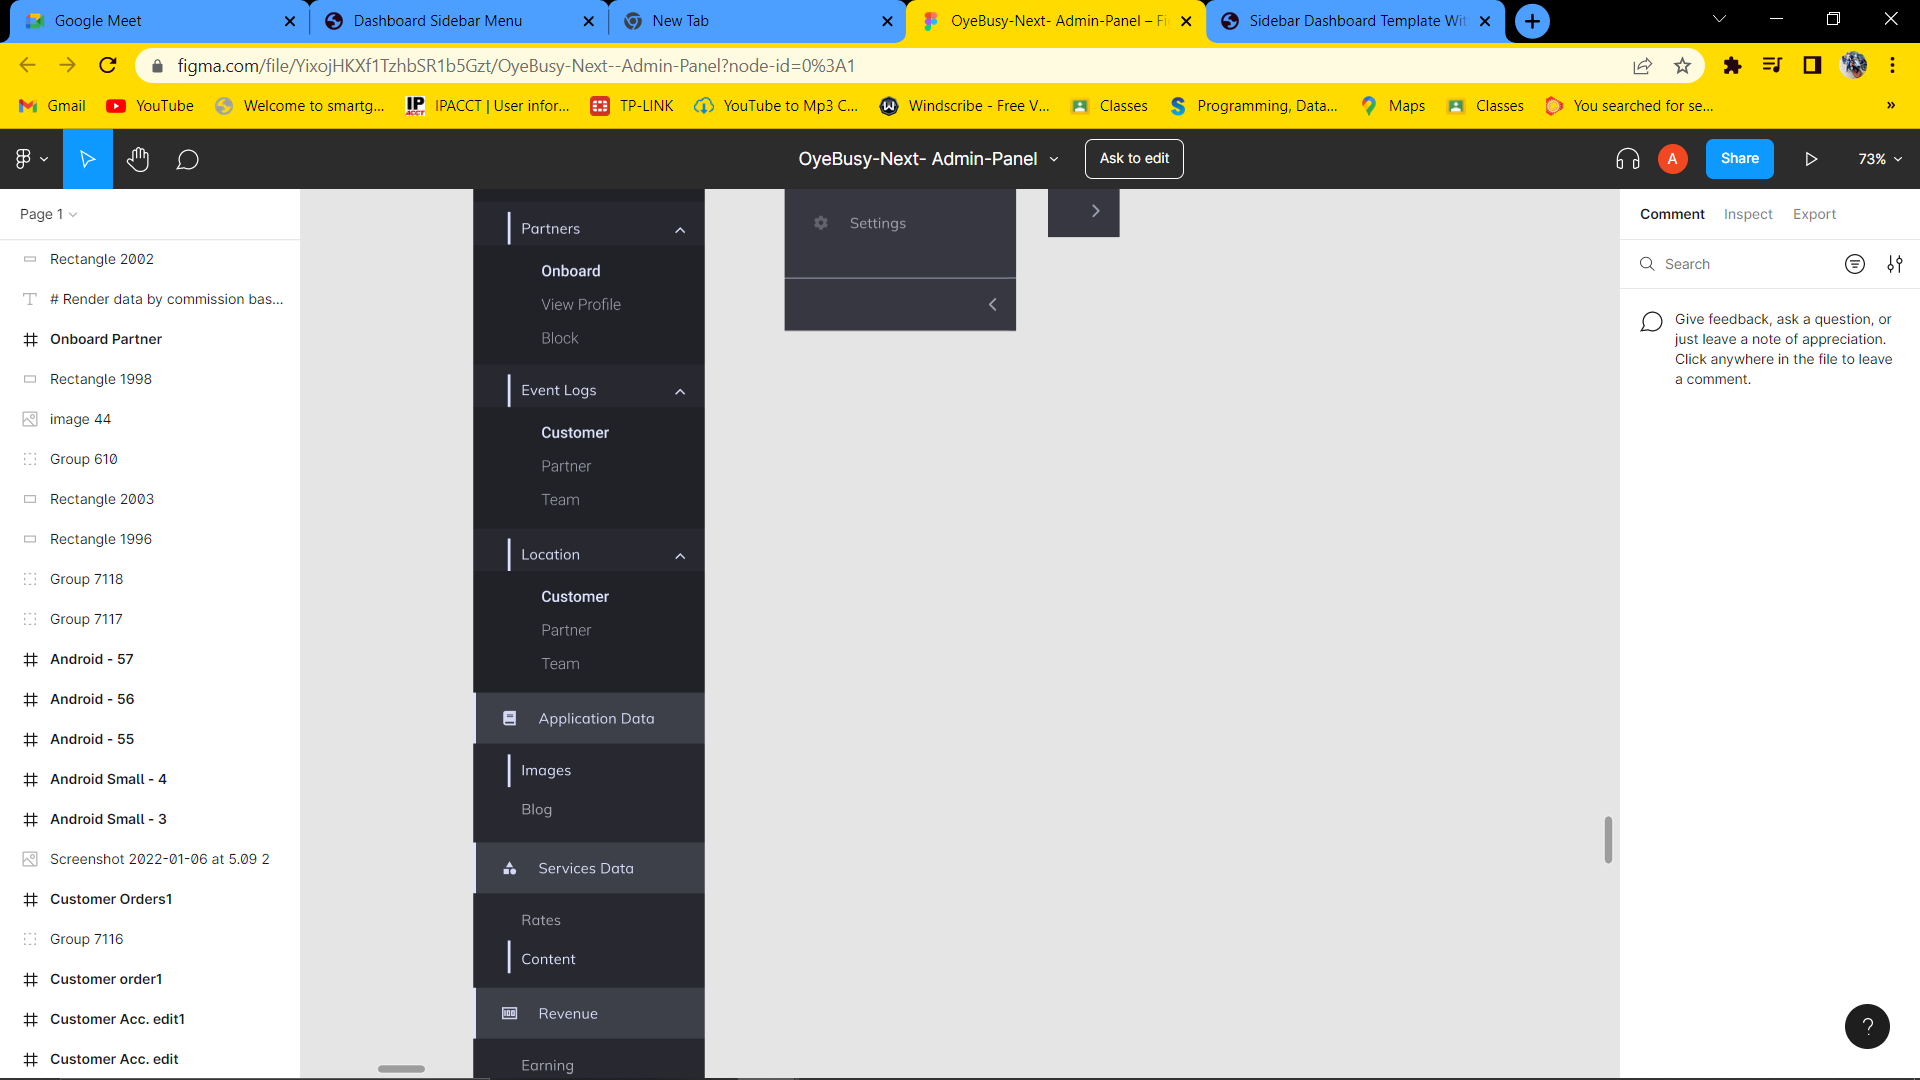 Google Meet
Dashboard Sidebar Menu
New Tab
OyeBusy-Next- Admin-Panel – Fi
Sidebar Dashboard Template Wit
figma.com/file/YixojHKXf1TzhbSR1b5Gzt/OyeBusy-Next--Admin-Panel?node-id=0%3A1
Gmail
YouTube
Welcome to smartg...
IPACCT | User infor...
TP-LINK
YouTube to Mp3 C...
Windscribe - Free V...
Classes
Programming, Data...
Maps
Classes
You searched for se...
»
OyeBusy-Next- Admin-Panel
Ask to edit
A
Share
73%
Page 1
Rectangle 2002
# Render data by commission bas...
Onboard Partner
Rectangle 1998
image 44
Group 610
Rectangle 2003
Rectangle 1996
Group 7118
Group 7117
Android - 57
Android - 56
Android - 55
Android Small - 4
Android Small - 3
Screenshot 2022-01-06 at 5.09 2
Customer Orders1
Group 7116
Customer order1
Customer Acc. edit1
Customer Acc. edit
Partners
Onboard
View Profile
Block
Event Logs
Customer
Partner
Team
Location
Customer
Partner
Team
Application Data
Images
Blog
Services Data
Rates
Content
Revenue
Earning
Settings
Comment
Inspect
Export
Search
Give feedback, ask a question, or
just leave a note of appreciation.
Click anywhere in the file to leave
a comment.
?